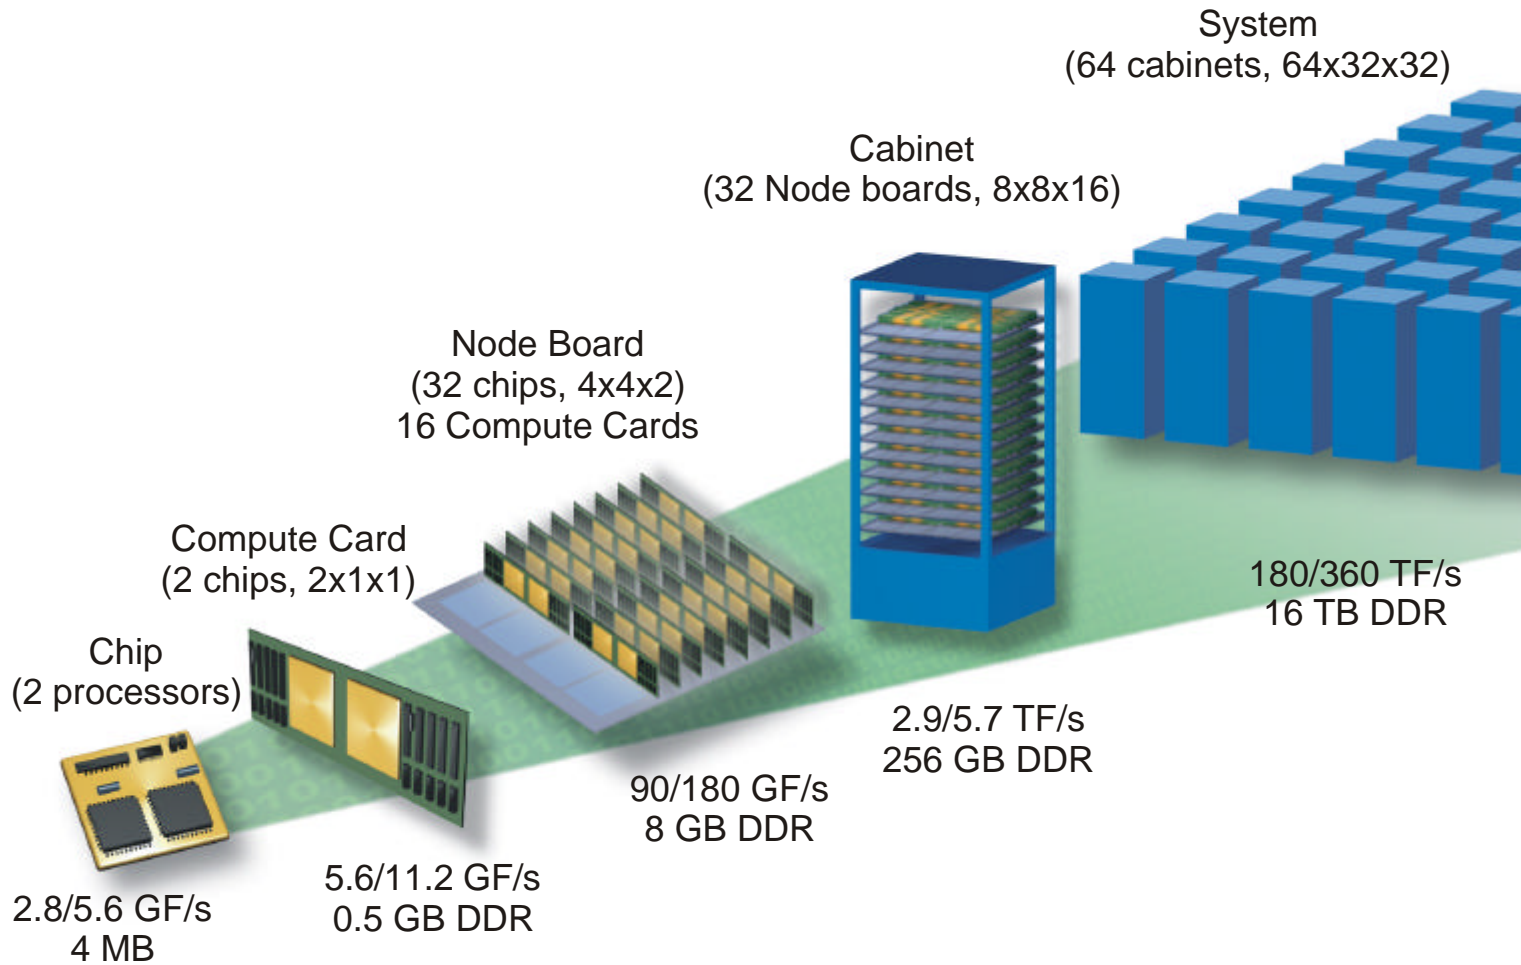 System
(64 cabinets, 64x32x32)
Cabinet
(32 Node boards, 8x8x16)
Node Board
(32 chips, 4x4x2)
16 Compute Cards
Compute Card
(2 chips, 2x1x1)
Chip
(2 processors)
180/360 TF/s
16 TB DDR
2.9/5.7 TF/s
256 GB DDR
90/180 GF/s
8 GB DDR
5.6/11.2 GF/s
0.5 GB DDR
2.8/5.6 GF/s
4 MB